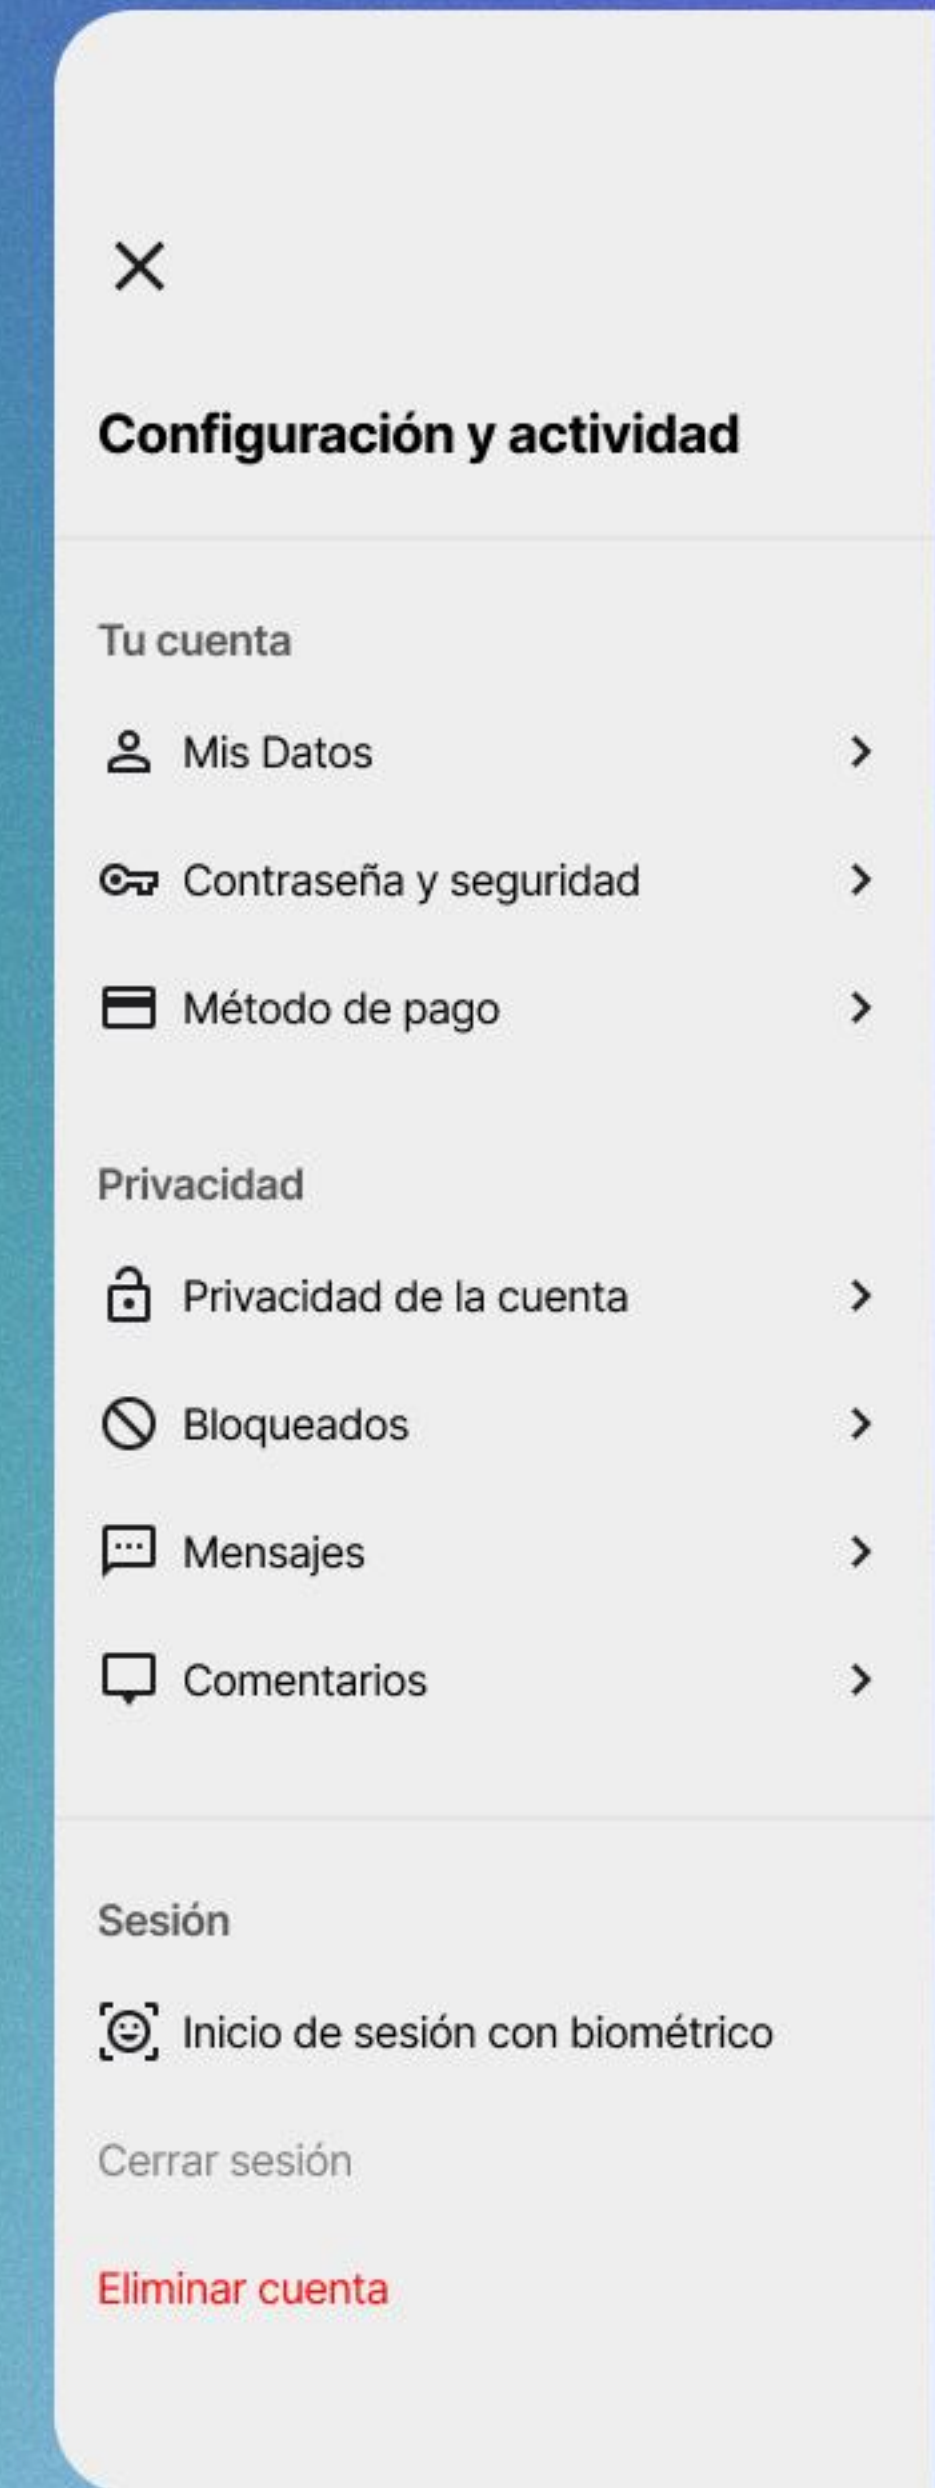 Configuración y actividad
Tu cuenta
Mis Datos
Contraseña y seguridad
Método de pago
Privacidad
Privacidad de la cuenta
Bloqueados
Mensajes
Comentarios
Sesión
Inicio de sesión con biométrico
Cerrar sesión
Eliminar cuenta